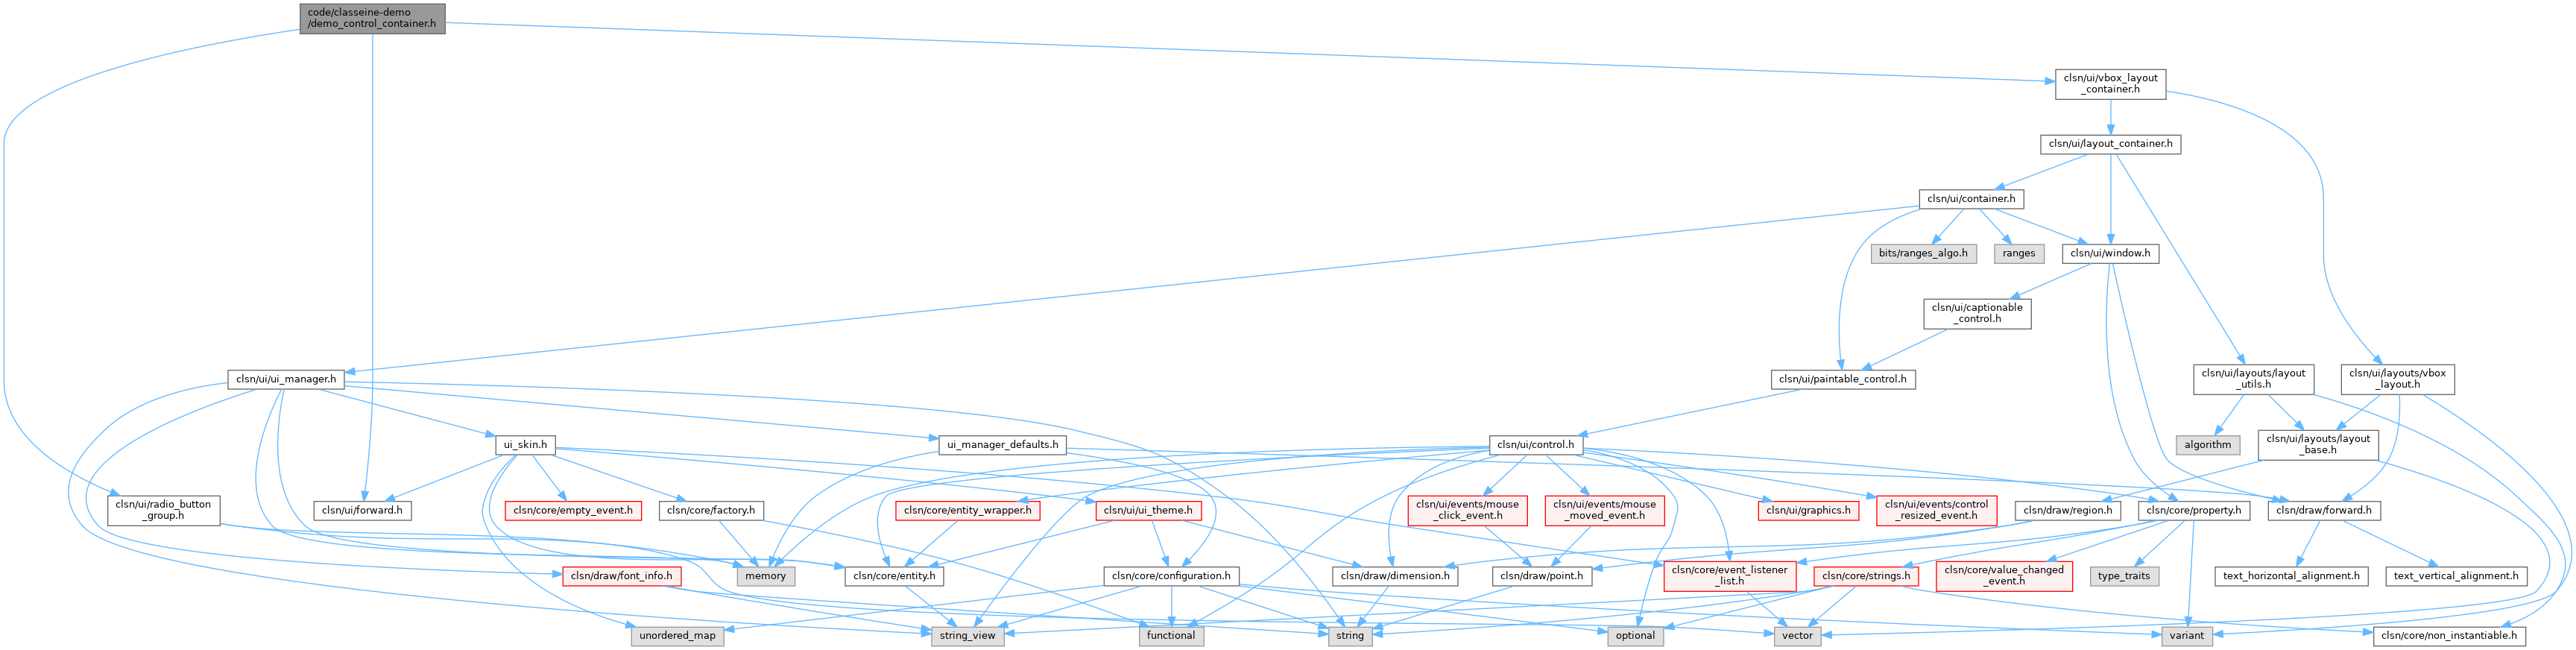 code/classeine-demo
/demo_control_container.h
clsn/ui/vbox_layout
_container.h
clsn/ui/layout_container.h
clsn/ui/container.h
bits/ranges_algo.h
ranges
clsn/ui/window.h
clsn/ui/captionable
_control.h
clsn/ui/ui_manager.h
clsn/ui/paintable_control.h
clsn/ui/layouts/layout
_utils.h
clsn/ui/layouts/vbox
_layout.h
ui_skin.h
ui_manager_defaults.h
clsn/ui/control.h
algorithm
clsn/ui/layouts/layout
_base.h
clsn/ui/radio_button
_group.h
clsn/ui/forward.h
clsn/core/empty_event.h
clsn/core/factory.h
clsn/core/entity_wrapper.h
clsn/ui/ui_theme.h
clsn/ui/events/mouse
_click_event.h
clsn/ui/events/mouse
_moved_event.h
clsn/ui/graphics.h
clsn/ui/events/control
_resized_event.h
clsn/draw/region.h
clsn/core/property.h
clsn/draw/forward.h
clsn/draw/font_info.h
memory
clsn/core/entity.h
clsn/core/configuration.h
clsn/draw/dimension.h
clsn/draw/point.h
clsn/core/event_listener
_list.h
clsn/core/strings.h
clsn/core/value_changed
_event.h
type_traits
text_horizontal_alignment.h
text_vertical_alignment.h
unordered_map
string_view
functional
string
optional
vector
variant
clsn/core/non_instantiable.h